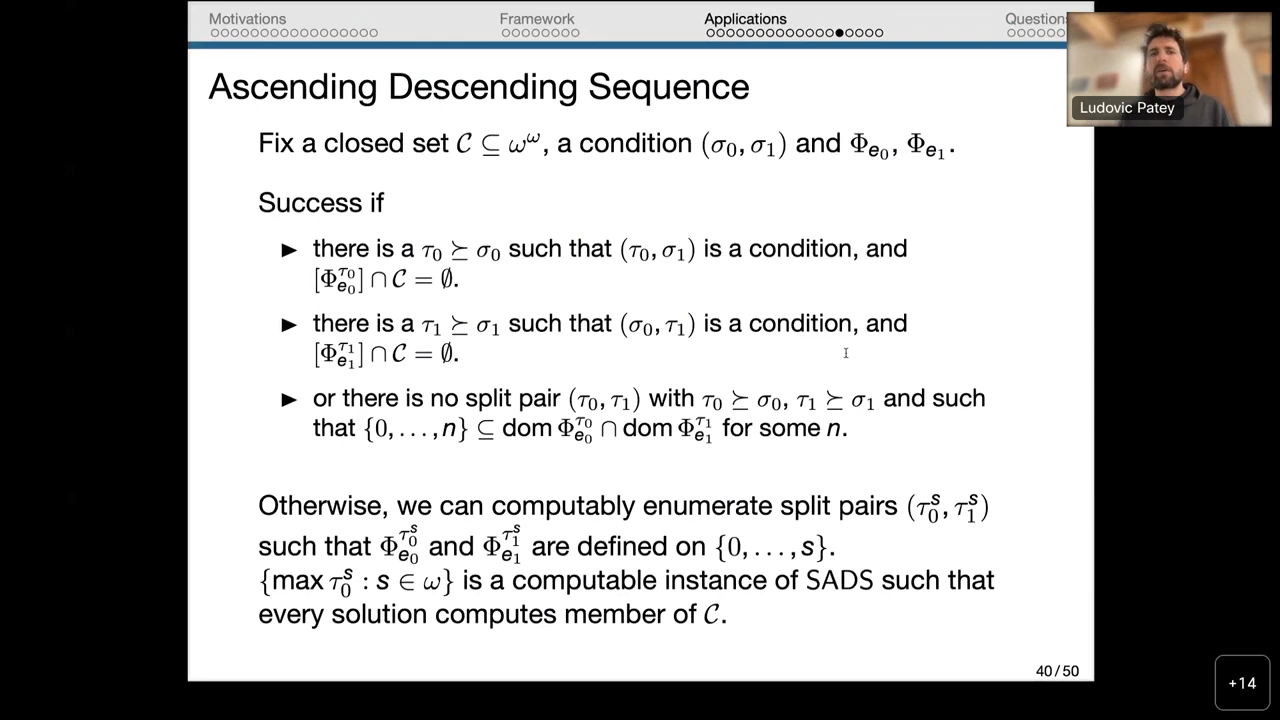 Motivations Framework Applications Question
Ludovic Patey
Ascending Descending Sequence
Fix a closed set 𝒞 ⊆ ω^ω, a condition (σ₀, σ₁) and Φ_{e₀}, Φ_{e₁}.
Success if
▶ there is a τ₀ ⪰ σ₀ such that (τ₀, σ₁) is a condition, and
[Φ_{e₀}^{τ₀}] ∩ 𝒞 = ∅.
▶ there is a τ₁ ⪰ σ₁ such that (σ₀, τ₁) is a condition, and
[Φ_{e₁}^{τ₁}] ∩ 𝒞 = ∅.
▶ or there is no split pair (τ₀, τ₁) with τ₀ ⪰ σ₀, τ₁ ⪰ σ₁ and such
that {0, . . . , n} ⊆ dom Φ_{e₀}^{τ₀} ∩ dom Φ_{e₁}^{τ₁} for some n.
Otherwise, we can computably enumerate split pairs (τ₀^s, τ₁^s)
such that Φ_{e₀}^{τ₀^s} and Φ_{e₁}^{τ₁^s} are defined on {0, . . . , s}.
{max τ₀^s : s ∈ ω} is a computable instance of SADS such that
every solution computes member of 𝒞.
40 / 50
+14